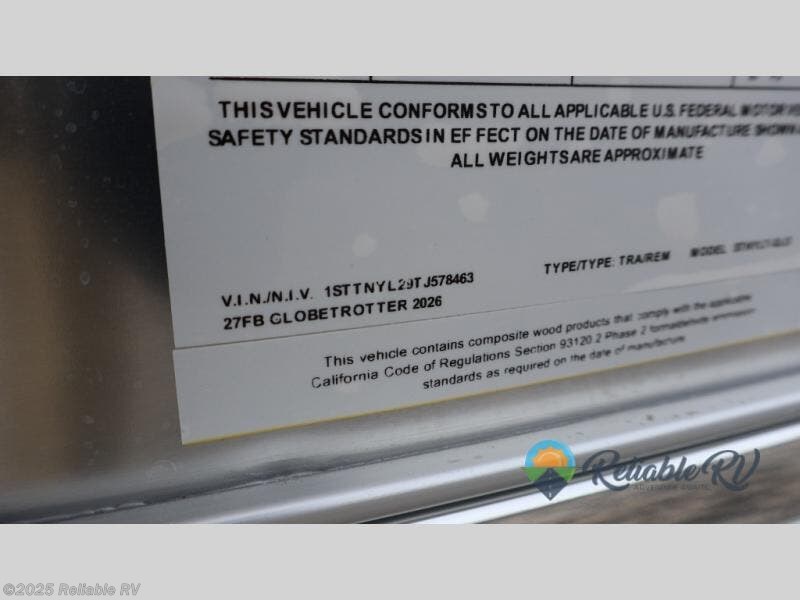 THIS VEHICLE CONFORMS TO ALL APPLICABLE U.S. FEDERAL MOTOR
SAFETY STANDARDS IN EFFECT ON THE DATE OF MANUFACTURE SHOWN
ALL WEIGHTS ARE APPROXIMATE
V.I.N./N.I.V. 1STTNYL29TJ578463 TYPE/TYPE: TRA/REM MODEL
27FB GLOBETROTTER 2026
This vehicle contains composite wood products that comply with the applicable
California Code of Regulations Section 93120.2 Phase 2 formaldehyde emission
standards as required on the date of manufacture
Reliable RV
©2025 Reliable RV